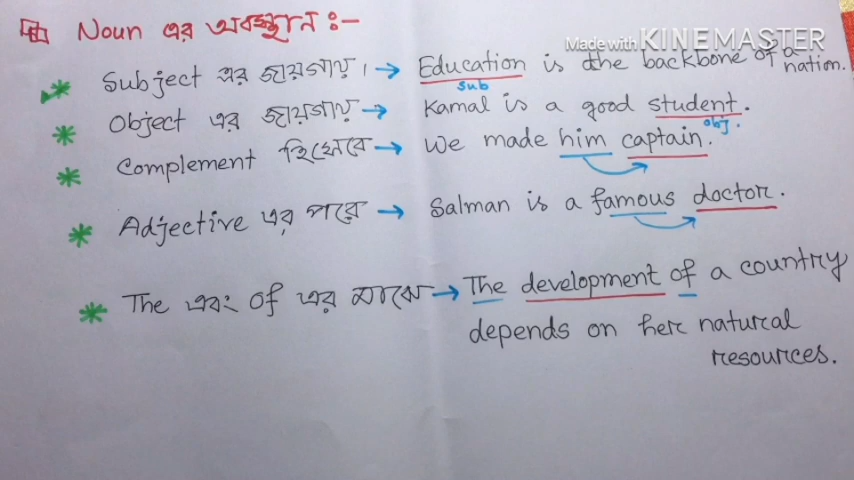 Noun এর অবস্থান :-
Made with KINEMASTER
Subject এর জায়গায়। → Education is the backbone of a nation.
sub
Object এর জায়গায় → Kamal is a good student.
obj.
Complement হিসেবে → We made him captain.
Adjective এর পরে → Salman is a famous doctor.
The এবং of এর মাঝে → The development of a country
depends on her natural
resources.